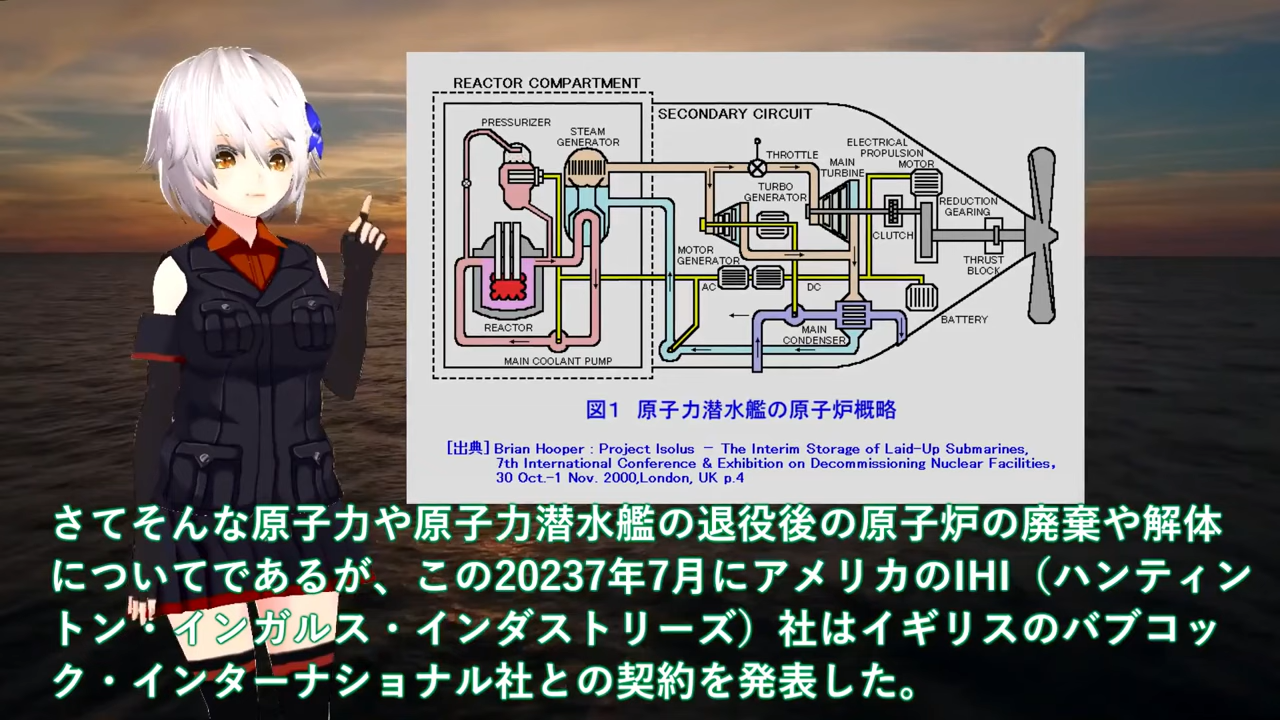 REACTOR COMPARTMENT
SECONDARY CIRCUIT
PRESSURIZER
STEAM
GENERATOR
THROTTLE
ELECTRICAL
PROPULSION
MOTOR
MAIN
TURBINE
TURBO
GENERATOR
REDUCTION
GEARING
CLUTCH
MOTOR
GENERATOR
THRUST
BLOCK
AC
DC
BATTERY
REACTOR
MAIN
CONDENSER
MAIN COOLANT PUMP
図1 原子力潜水艦の原子炉概略
[出典] Brian Hooper : Project Isolus － The Interim Storage of Laid-Up Submarines,
7th International Conference & Exhibition on Decommissioning Nuclear Facilities,
30 Oct.-1 Nov. 2000,London, UK p.4
さてそんな原子力や原子力潜水艦の退役後の原子炉の廃棄や解体
についてであるが、この20237年7月にアメリカのIHI（ハンティン
トン・インガルス・インダストリーズ）社はイギリスのバブコッ
ク・インターナショナル社との契約を発表した。